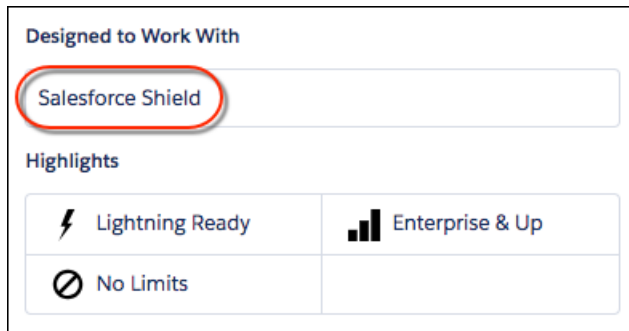 Designed to Work With
Salesforce Shield
Highlights
Lightning Ready
Enterprise & Up
No Limits